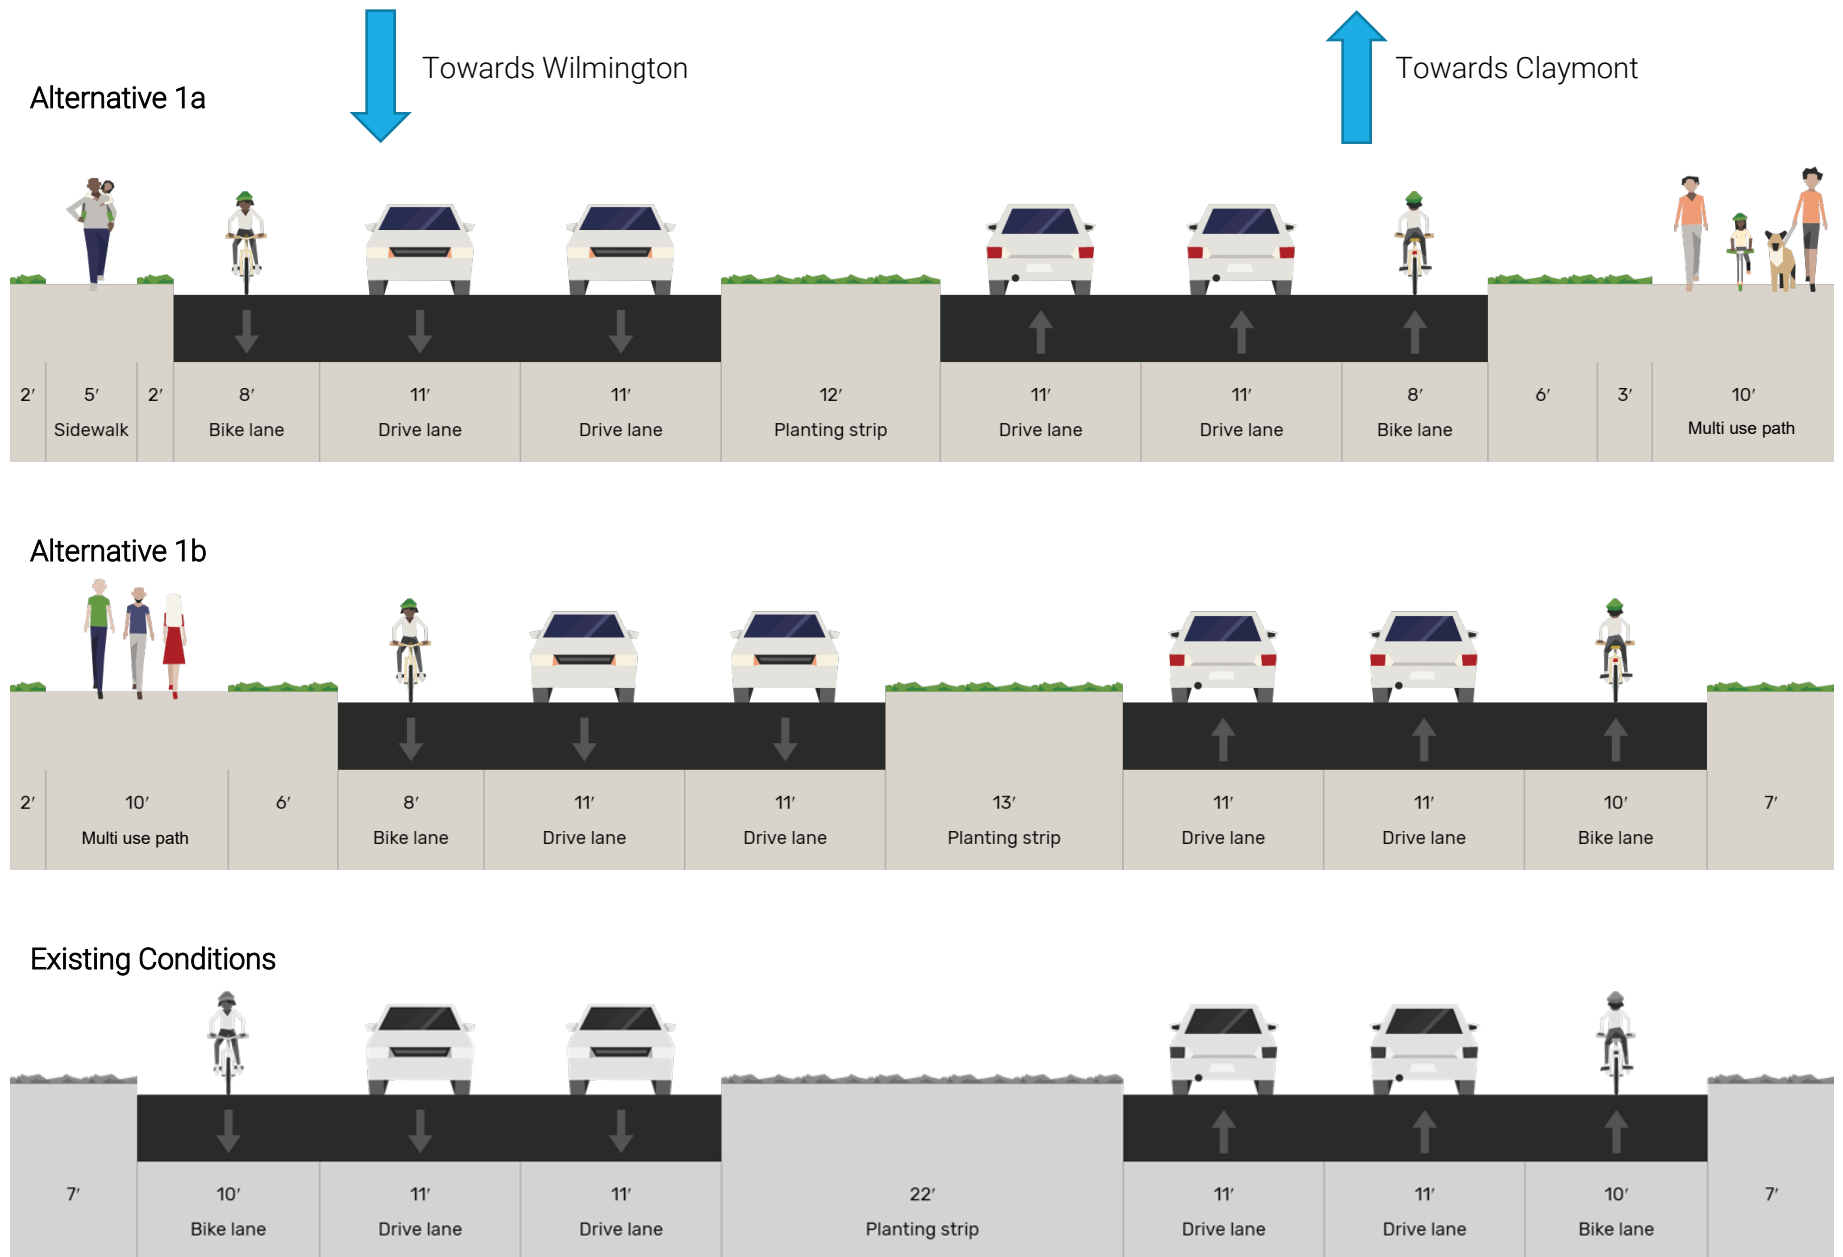 Towards Wilmington
Towards Claymont
Alternative 1a
2' 5' 2' 8' 11' 11' 12' 11' 11' 8' 6' 3' 10'
Sidewalk Bike lane Drive lane Drive lane Planting strip Drive lane Drive lane Bike lane Multi use path
Alternative 1b
2' 10' 6' 8' 11' 11' 13' 11' 11' 10' 7'
Multi use path Bike lane Drive lane Drive lane Planting strip Drive lane Drive lane Bike lane
Existing Conditions
7' 10' 11' 11' 22' 11' 11' 10' 7'
Bike lane Drive lane Drive lane Planting strip Drive lane Drive lane Bike lane